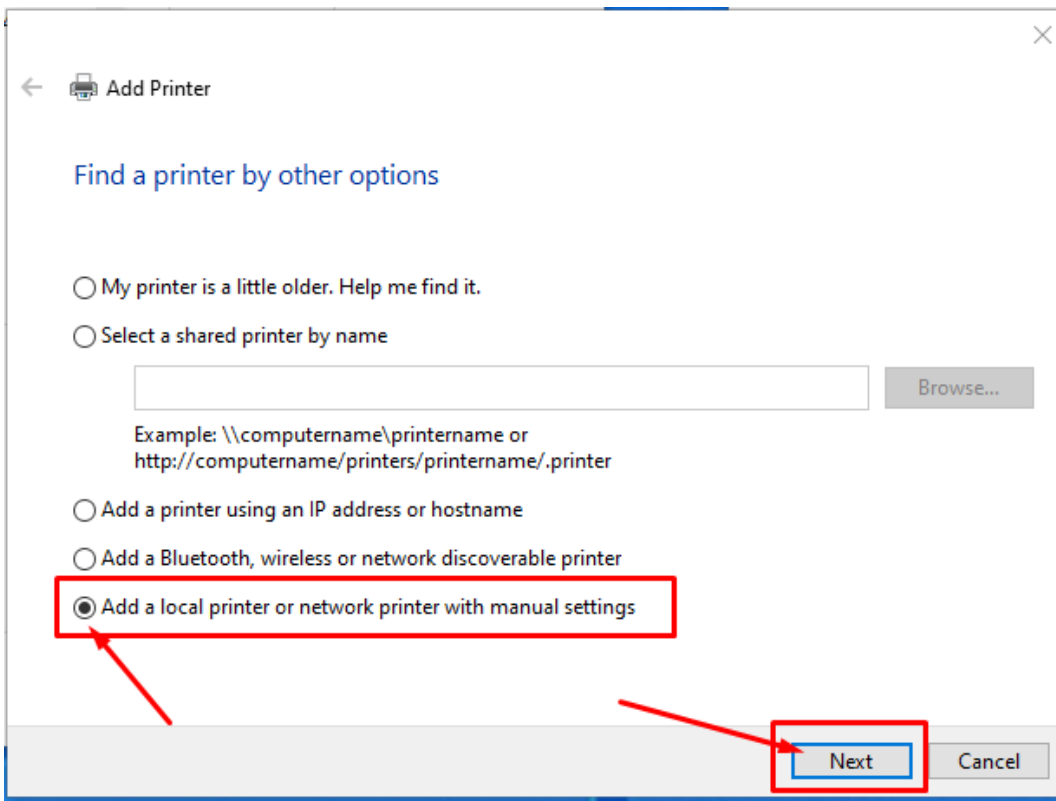 Add Printer
Find a printer by other options
My printer is a little older. Help me find it.
Select a shared printer by name
Browse...
Example: \\computername\printername or
http://computername/printers/printername/.printer
Add a printer using an IP address or hostname
Add a Bluetooth, wireless or network discoverable printer
Add a local printer or network printer with manual settings
Next
Cancel